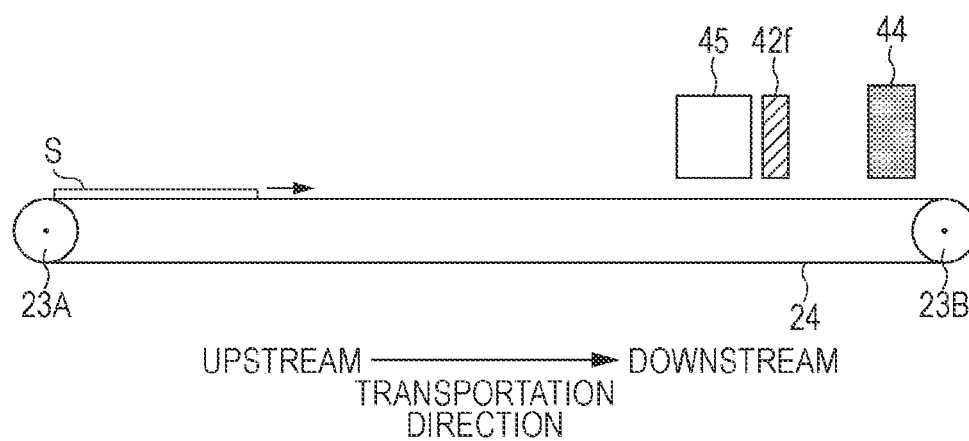 45
42f
44
S
23A
24
23B
UPSTREAM
DOWNSTREAM
TRANSPORTATION
DIRECTION